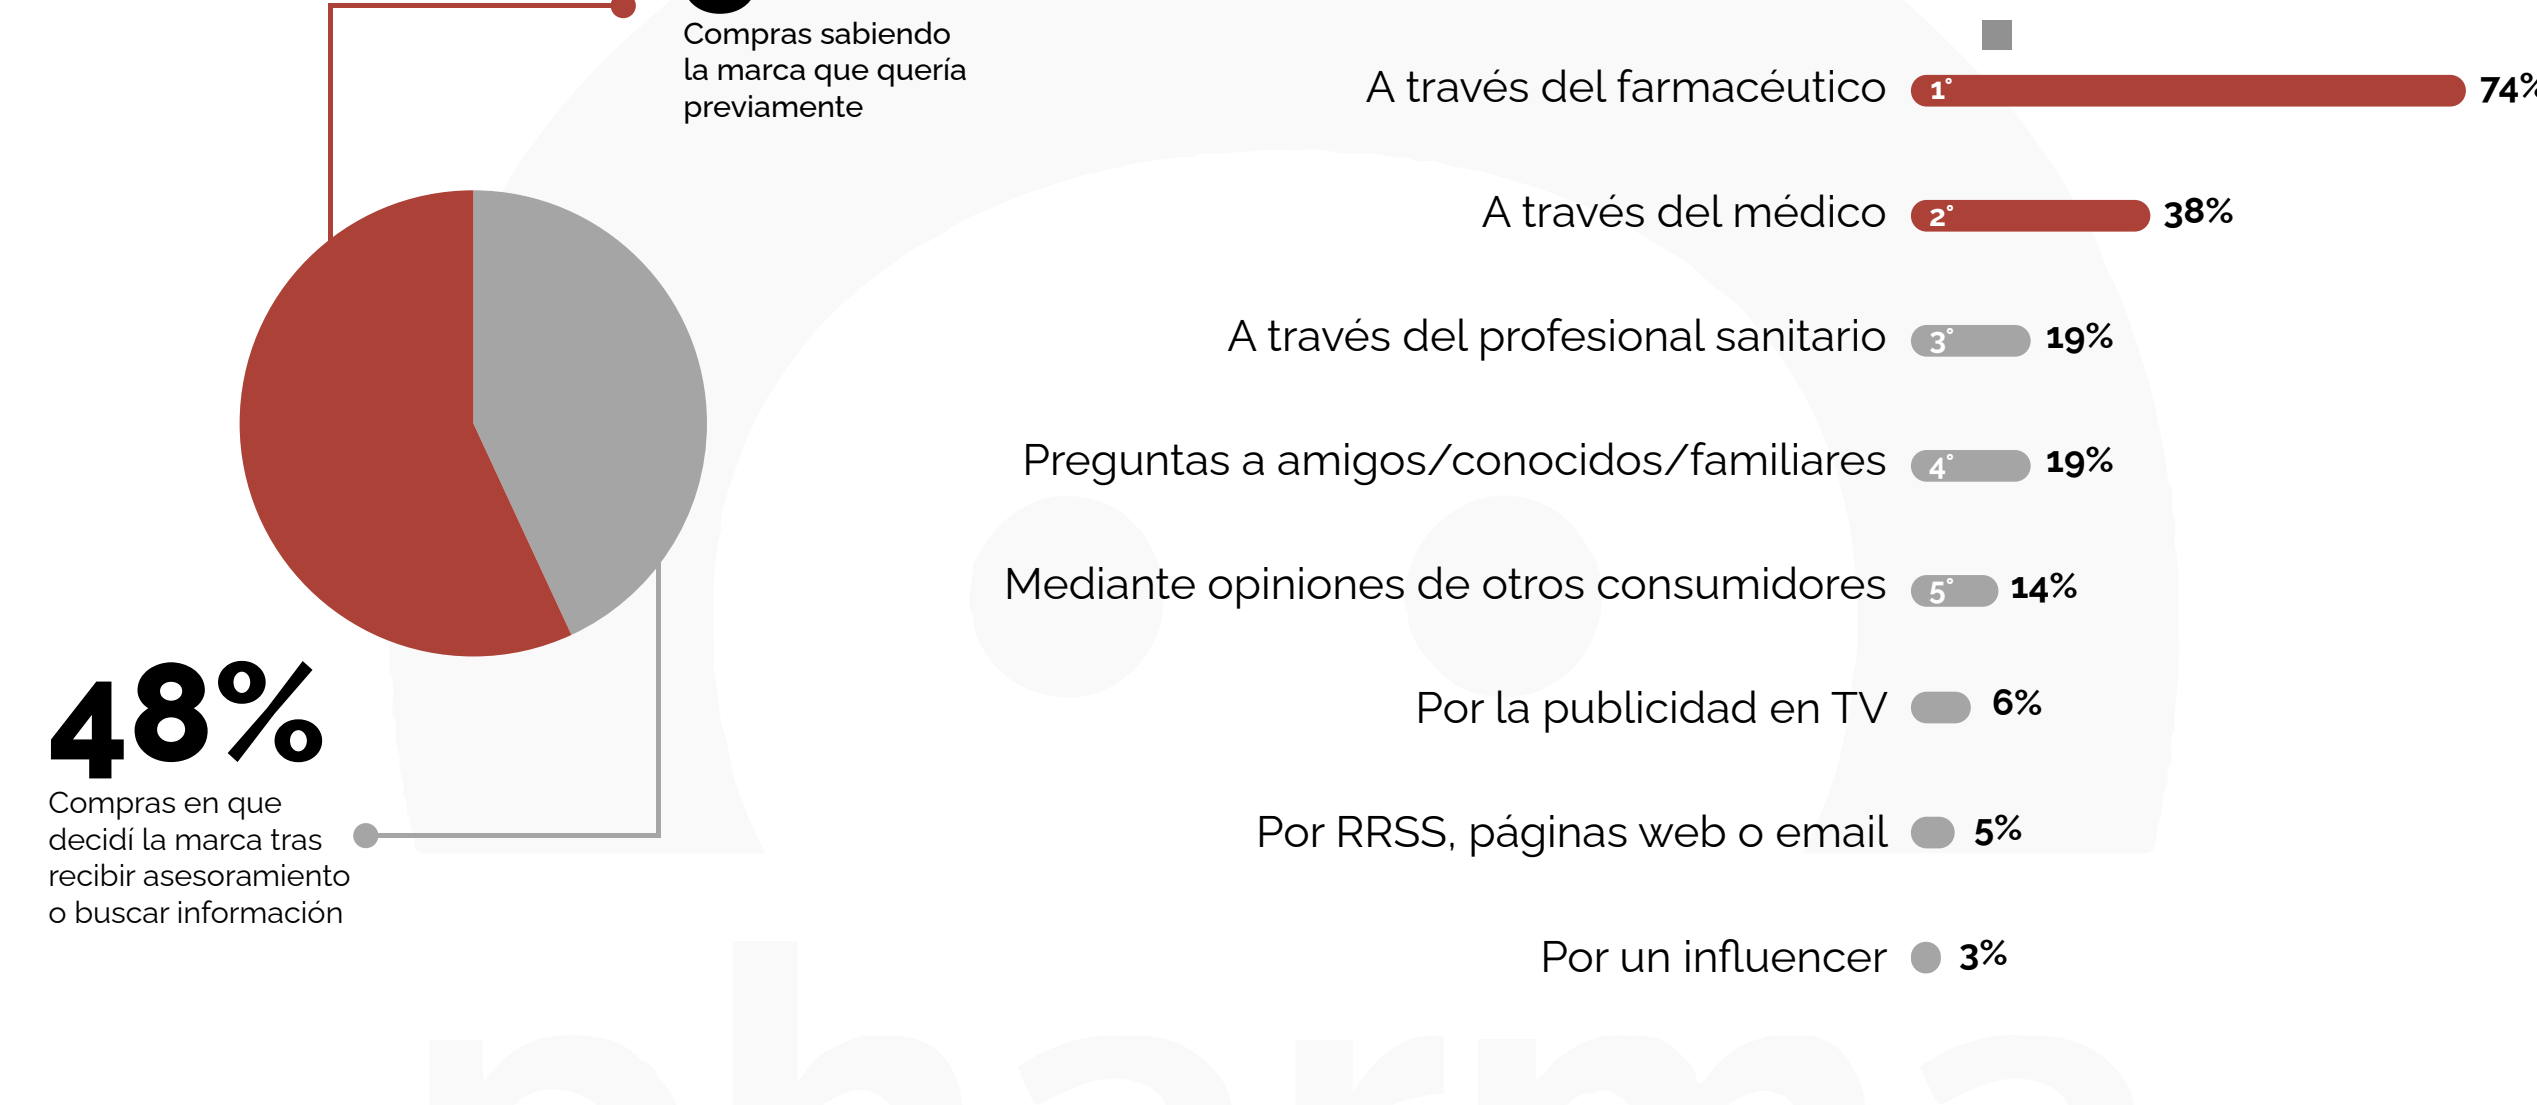 Compras sabiendo
la marca que quería
previamente
48%
Compras en que
decidí la marca tras
recibir asesoramiento
o buscar información
A través del farmacéutico 1° 74%
A través del médico 2° 38%
A través del profesional sanitario 3° 19%
Preguntas a amigos/conocidos/familiares 4° 19%
Mediante opiniones de otros consumidores 5° 14%
Por la publicidad en TV 6%
Por RRSS, páginas web o email 5%
Por un influencer 3%
pharma